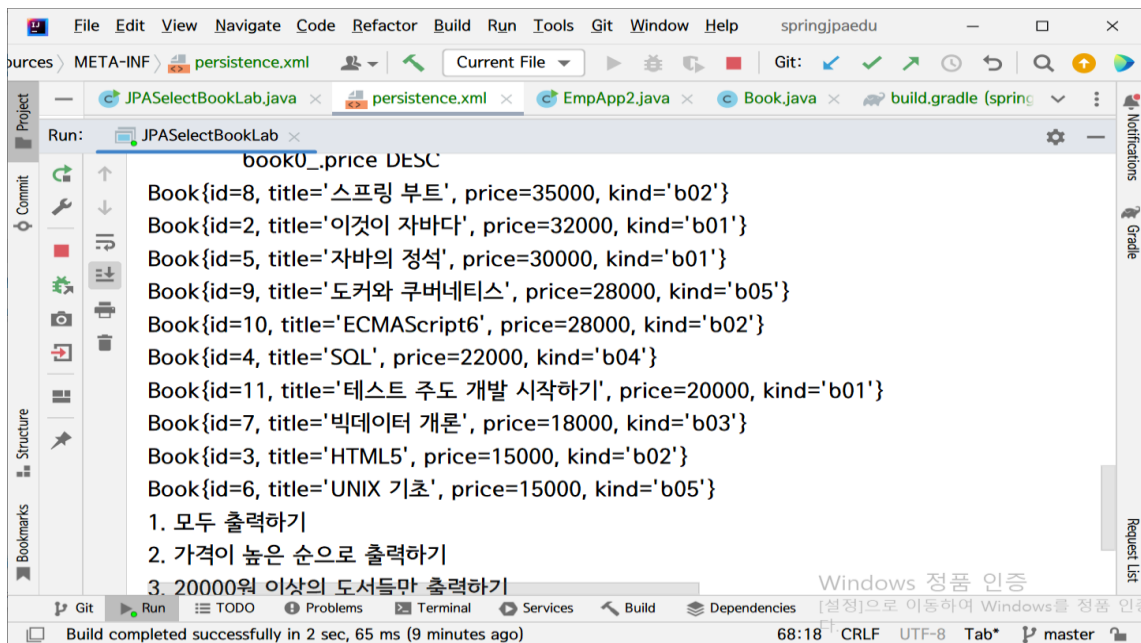 File Edit View Navigate Code Refactor Build Run Tools Git Window Help springjpaedu
ources META-INF persistence.xml Current File Git:
JPASelectBookLab.java persistence.xml EmpApp2.java Book.java build.gradle (spring
Run: JPASelectBookLab
book0_.price DESC
Book{id=8, title='스프링 부트', price=35000, kind='b02'}
Book{id=2, title='이것이 자바다', price=32000, kind='b01'}
Book{id=5, title='자바의 정석', price=30000, kind='b01'}
Book{id=9, title='도커와 쿠버네티스', price=28000, kind='b05'}
Book{id=10, title='ECMAScript6', price=28000, kind='b02'}
Book{id=4, title='SQL', price=22000, kind='b04'}
Book{id=11, title='테스트 주도 개발 시작하기', price=20000, kind='b01'}
Book{id=7, title='빅데이터 개론', price=18000, kind='b03'}
Book{id=3, title='HTML5', price=15000, kind='b02'}
Book{id=6, title='UNIX 기초', price=15000, kind='b05'}
1. 모두 출력하기
2. 가격이 높은 순으로 출력하기
3. 20000원 이상의 도서들만 출력하기
Project
Commit
Structure
Bookmarks
Notifications
Gradle
Request List
Windows 정품 인증
[설정]으로 이동하여 Windows를 정품 인증
다.
Git Run TODO Problems Terminal Services Build Dependencies
Build completed successfully in 2 sec, 65 ms (9 minutes ago) 68:18 CRLF UTF-8 Tab* master